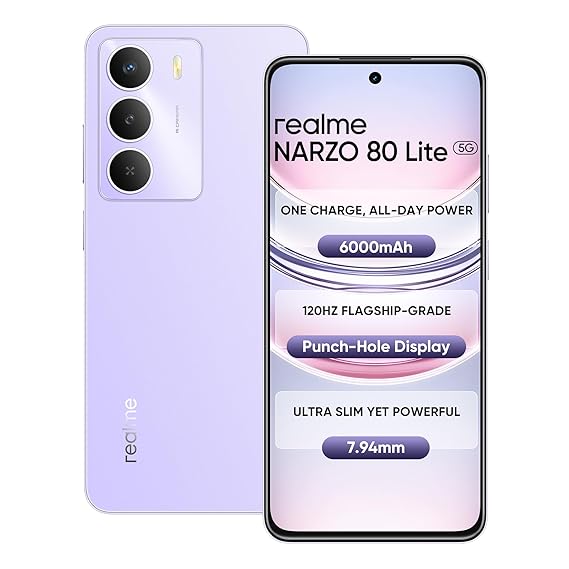 realme
NARZO 80 Lite 5G
ONE CHARGE, ALL-DAY POWER
6000mAh
120HZ FLAGSHIP-GRADE
Punch-Hole Display
ULTRA SLIM YET POWERFUL
7.94mm
realme